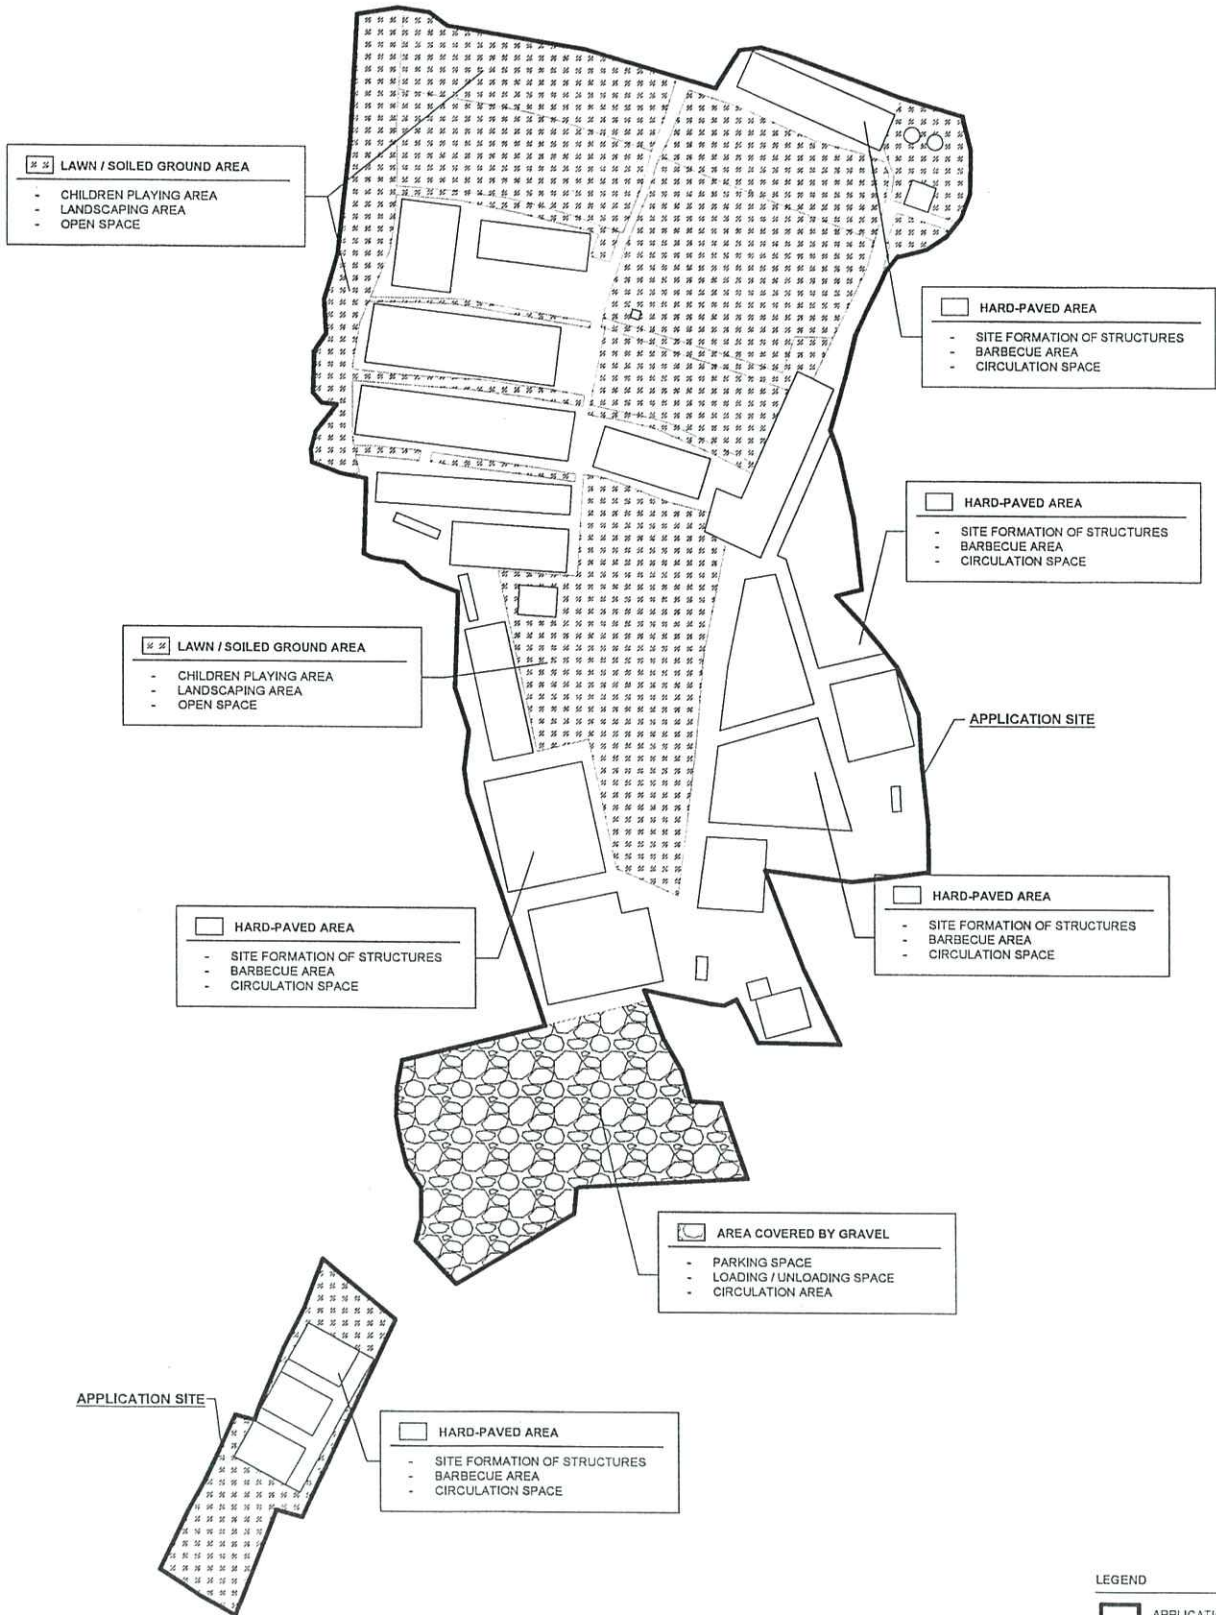 LAWN / SOILED GROUND AREA
- CHILDREN PLAYING AREA
- LANDSCAPING AREA
- OPEN SPACE
HARD-PAVED AREA
- SITE FORMATION OF STRUCTURES
- BARBECUE AREA
- CIRCULATION SPACE
HARD-PAVED AREA
- SITE FORMATION OF STRUCTURES
- BARBECUE AREA
- CIRCULATION SPACE
LAWN / SOILED GROUND AREA
- CHILDREN PLAYING AREA
- LANDSCAPING AREA
- OPEN SPACE
APPLICATION SITE
HARD-PAVED AREA
- SITE FORMATION OF STRUCTURES
- BARBECUE AREA
- CIRCULATION SPACE
HARD-PAVED AREA
- SITE FORMATION OF STRUCTURES
- BARBECUE AREA
- CIRCULATION SPACE
AREA COVERED BY GRAVEL
- PARKING SPACE
- LOADING / UNLOADING SPACE
- CIRCULATION AREA
APPLICATION SITE
HARD-PAVED AREA
- SITE FORMATION OF STRUCTURES
- BARBECUE AREA
- CIRCULATION SPACE
LEGEND